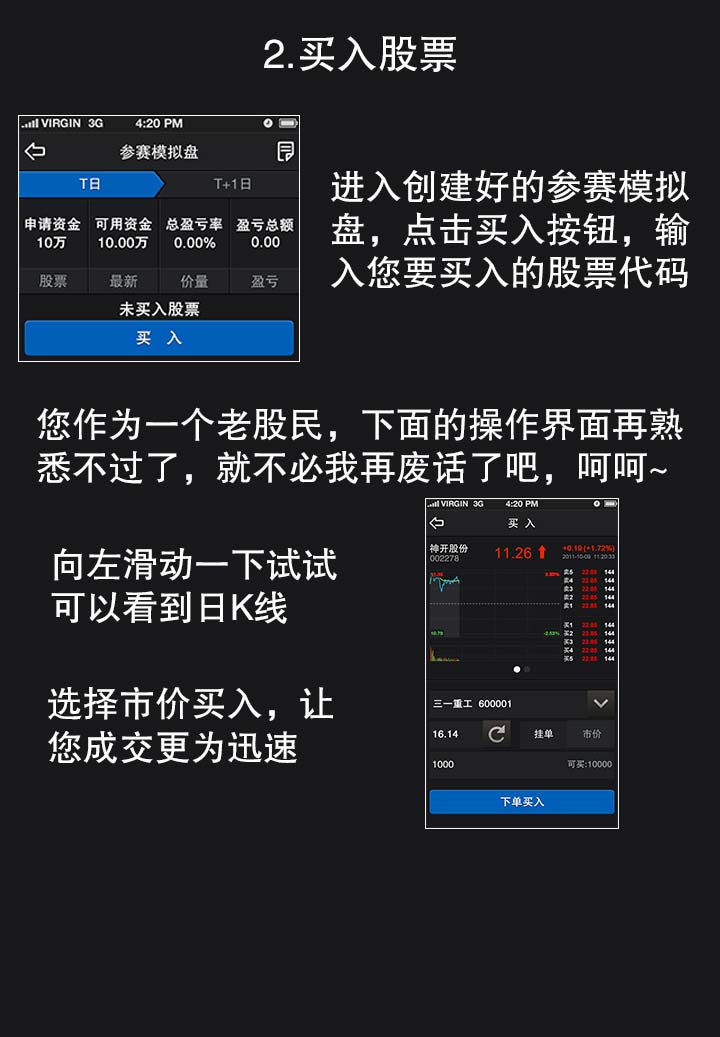 2.买入股票
VIRGIN 3G 4:20 PM
参赛模拟盘
T日 T+1日
申请资金 可用资金 总盈亏率 盈亏总额
10万 10.00万 0.00% 0.00
股票 最新 价量 盈亏
未买入股票
买 入
进入创建好的参赛模拟
盘，点击买入按钮，输
入您要买入的股票代码
您作为一个老股民，下面的操作界面再熟
悉不过了，就不必我再废话了吧，呵呵~
向左滑动一下试试
可以看到日K线
选择市价买入，让
您成交更为迅速
VIRGIN 3G 4:20 PM
买 入
神开股份 11.26 +0.19 (+1.72%)
002278 2011-10-09 11:20:33
卖5 22.85 144
卖4 22.85 144
卖3 22.85 144
卖2 22.85 144
卖1 22.85 144
买1 22.85 144
10.79 -2.53% 买2 22.85 144
买3 22.85 144
买4 22.85 144
买5 22.85 144
三一重工 600001
16.14 挂单 市价
1000 可买:10000
下单买入